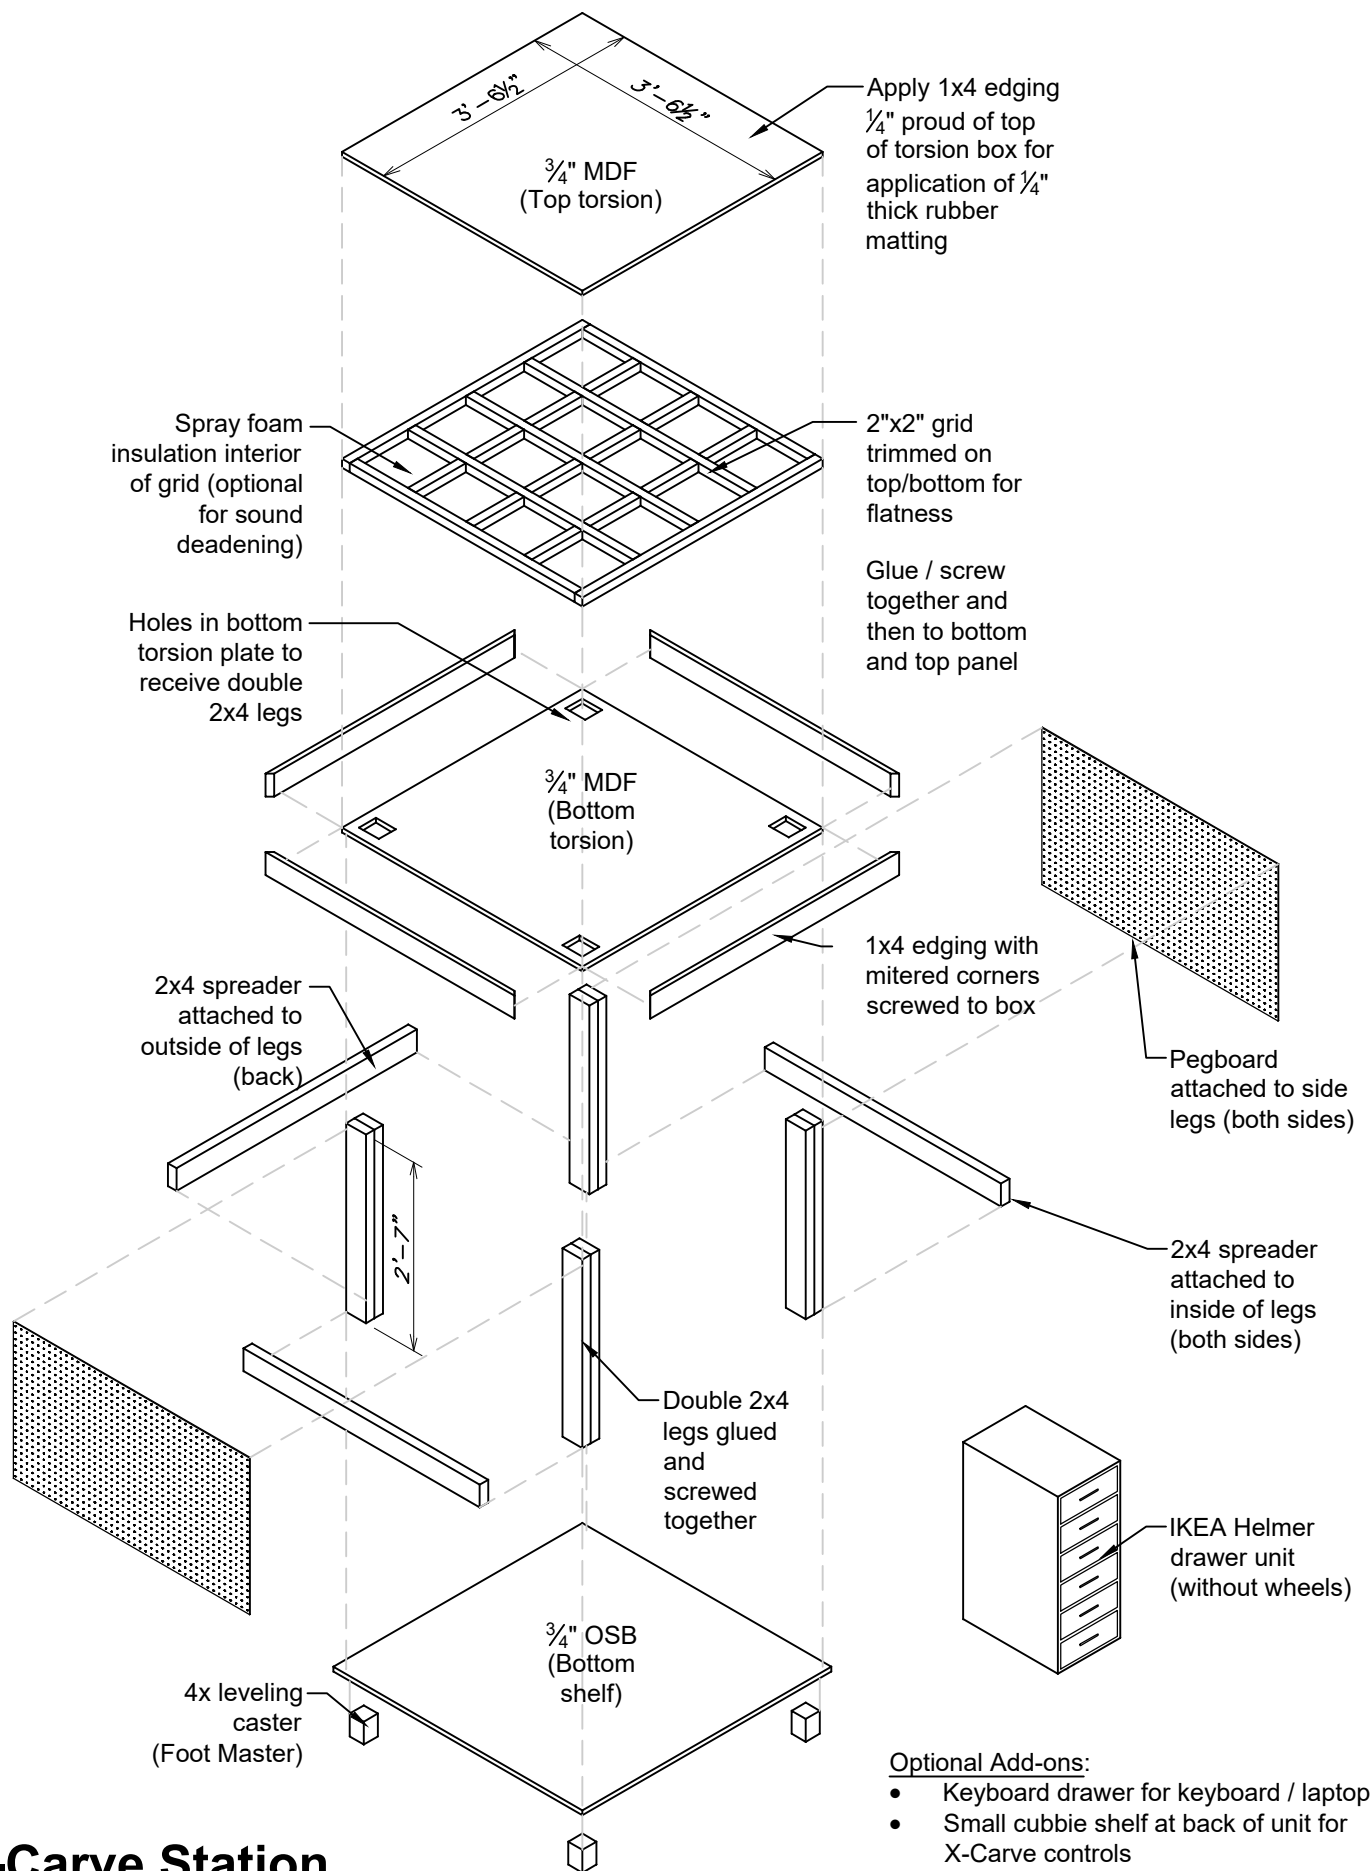 3'-6½"
3'-6½"
Apply 1x4 edging
¼" proud of top
of torsion box for
application of ¼"
thick rubber
matting
¾" MDF
(Top torsion)
Spray foam
insulation interior
of grid (optional
for sound
deadening)
2"x2" grid
trimmed on
top/bottom for
flatness
Glue / screw
together and
then to bottom
and top panel
Holes in bottom
torsion plate to
receive double
2x4 legs
¾" MDF
(Bottom
torsion)
1x4 edging with
mitered corners
screwed to box
2x4 spreader
attached to
outside of legs
(back)
Pegboard
attached to side
legs (both sides)
2'-7"
2x4 spreader
attached to
inside of legs
(both sides)
Double 2x4
legs glued
and
screwed
together
IKEA Helmer
drawer unit
(without wheels)
¾" OSB
(Bottom
shelf)
4x leveling
caster
(Foot Master)
Optional Add-ons:
• Keyboard drawer for keyboard / laptop
• Small cubbie shelf at back of unit for
X-Carve controls
-Carve Station